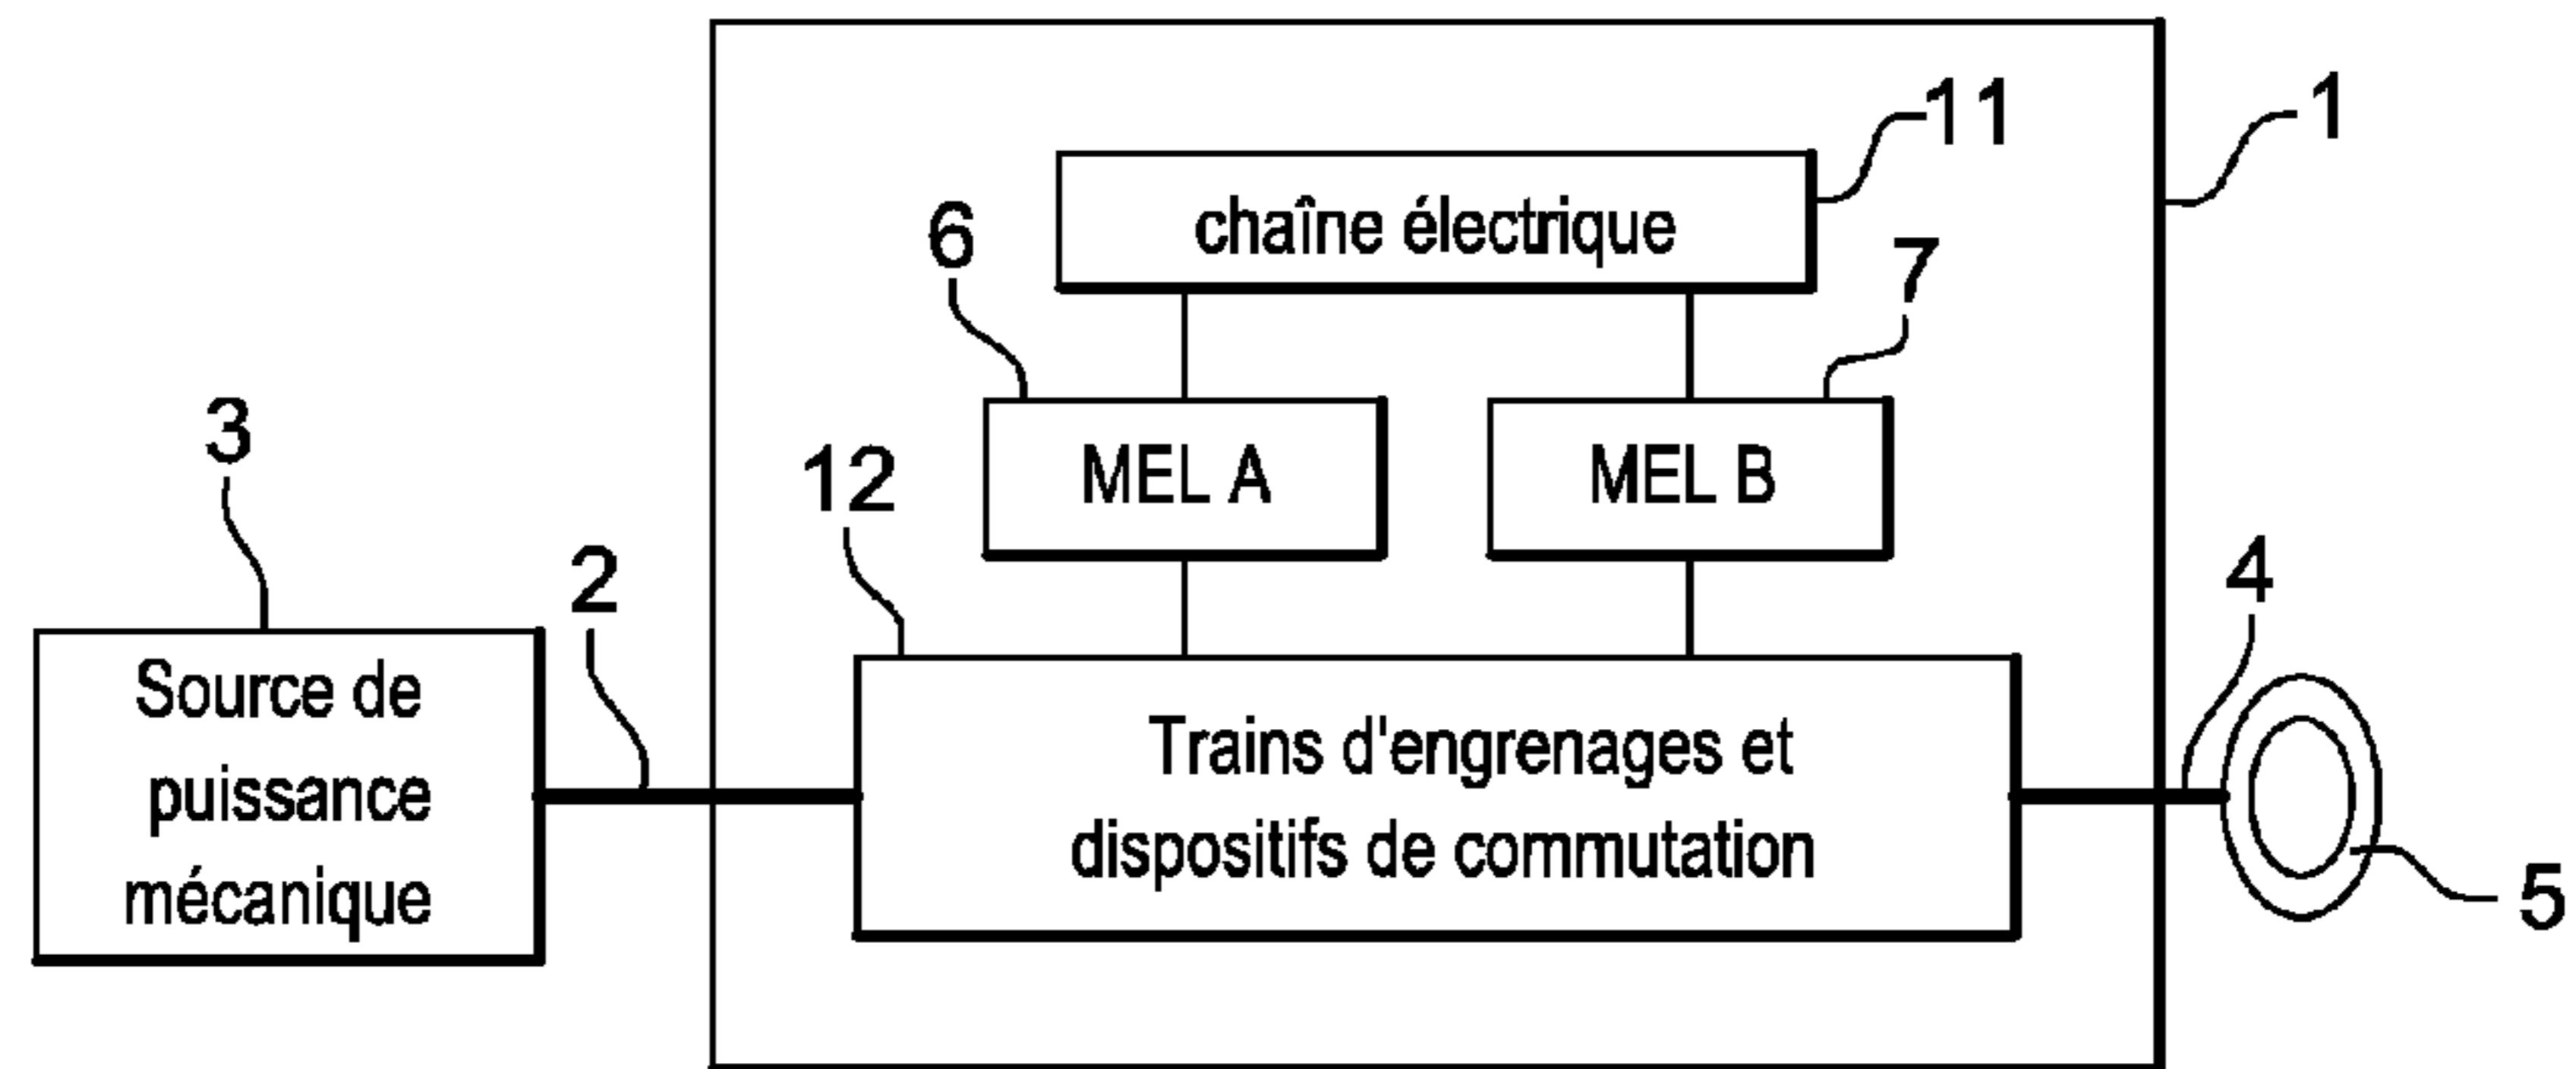 11
1
chaîne électrique
6
7
3
MEL A
MEL B
12
2
4
Source de
puissance
mécanique
Trains d'engrenages et
dispositifs de commutation
5